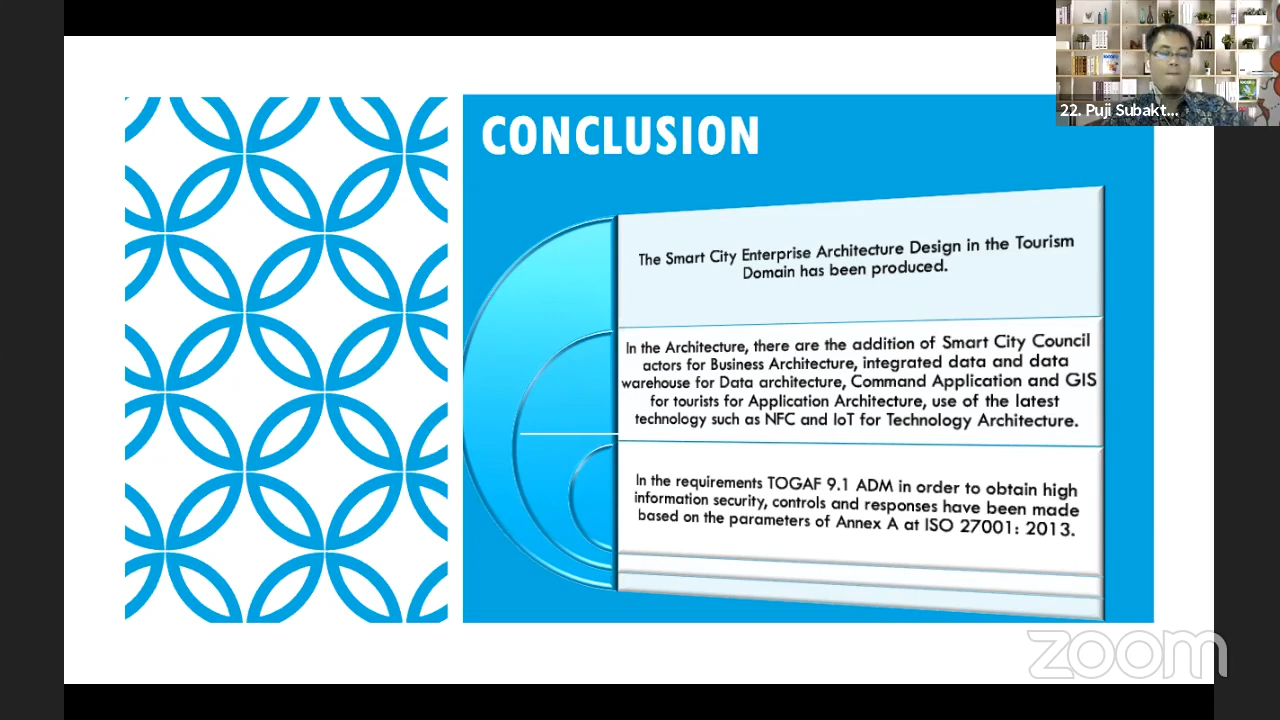 22. Puji Subakt...
CONCLUSION
The Smart City Enterprise Architecture Design in the Tourism
Domain has been produced.
In the Architecture, there are the addition of Smart City Council
actors for Business Architecture, integrated data and data
warehouse for Data architecture, Command Application and GIS
for tourists for Application Architecture, use of the latest
technology such as NFC and IoT for Technology Architecture.
In the requirements TOGAF 9.1 ADM in order to obtain high
information security, controls and responses have been made
based on the parameters of Annex A at ISO 27001: 2013.
zoom